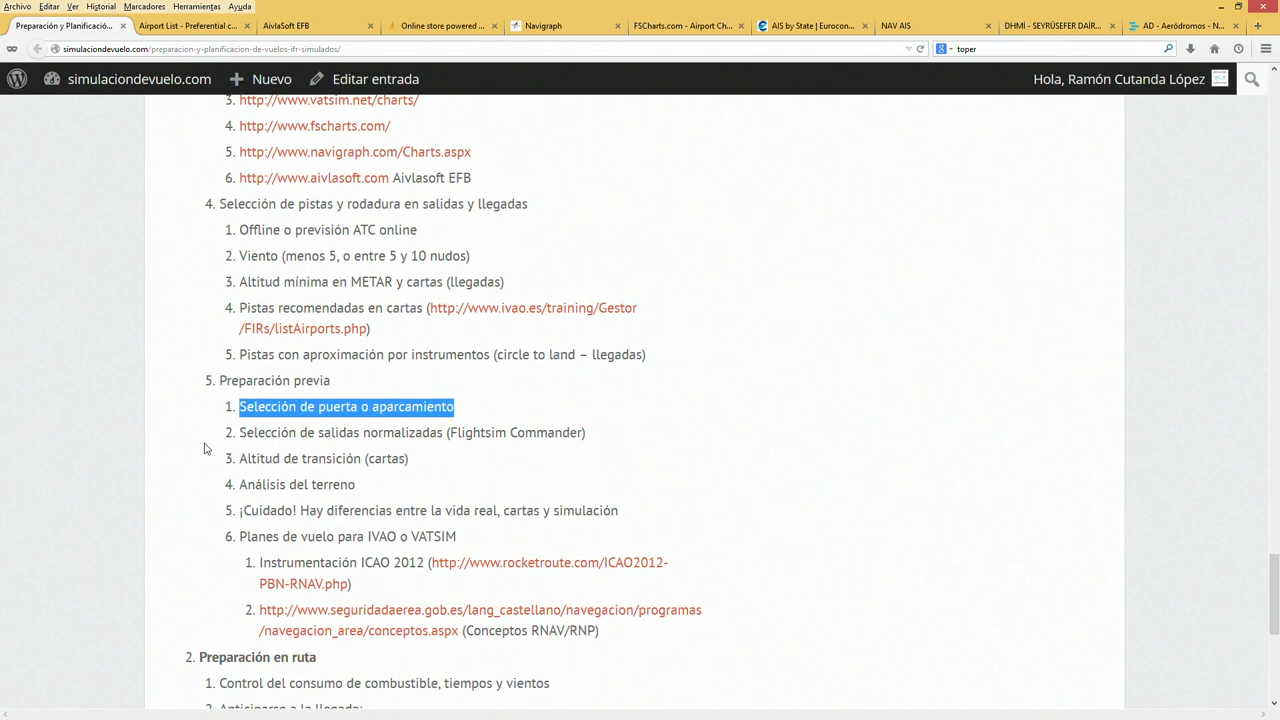 Archivo Editar Ver Historial Marcadores Herramientas Ayuda
Preparación y Planificació... Airport List - Preferential c... AivlaSoft EFB Online store powered ... Navigraph FSCharts.com - Airport Ch... AIS by State | Eurocon... NAV AIS DHMİ - SEYRÜSEFER DAİR... AD - Aeródromos - N...
simulaciondevuelo.com/preparacion-y-planificacion-de-vuelos-ifr-simulados/ toper
simulaciondevuelo.com Nuevo Editar entrada Hola, Ramón Cutanda López
3. http://www.vatsim.net/charts/
4. http://www.fscharts.com/
5. http://www.navigraph.com/Charts.aspx
6. http://www.aivlasoft.com Aivlasoft EFB
4. Selección de pistas y rodadura en salidas y llegadas
1. Offline o previsión ATC online
2. Viento (menos 5, o entre 5 y 10 nudos)
3. Altitud mínima en METAR y cartas (llegadas)
4. Pistas recomendadas en cartas (http://www.ivao.es/training/Gestor
/FIRs/listAirports.php)
5. Pistas con aproximación por instrumentos (circle to land – llegadas)
5. Preparación previa
1. Selección de puerta o aparcamiento
2. Selección de salidas normalizadas (Flightsim Commander)
3. Altitud de transición (cartas)
4. Análisis del terreno
5. ¡Cuidado! Hay diferencias entre la vida real, cartas y simulación
6. Planes de vuelo para IVAO o VATSIM
1. Instrumentación ICAO 2012 (http://www.rocketroute.com/ICAO2012-
PBN-RNAV.php)
2. http://www.seguridadaerea.gob.es/lang_castellano/navegacion/programas
/navegacion_area/conceptos.aspx (Conceptos RNAV/RNP)
2. Preparación en ruta
1. Control del consumo de combustible, tiempos y vientos
2. Anticiparse a la llegada: